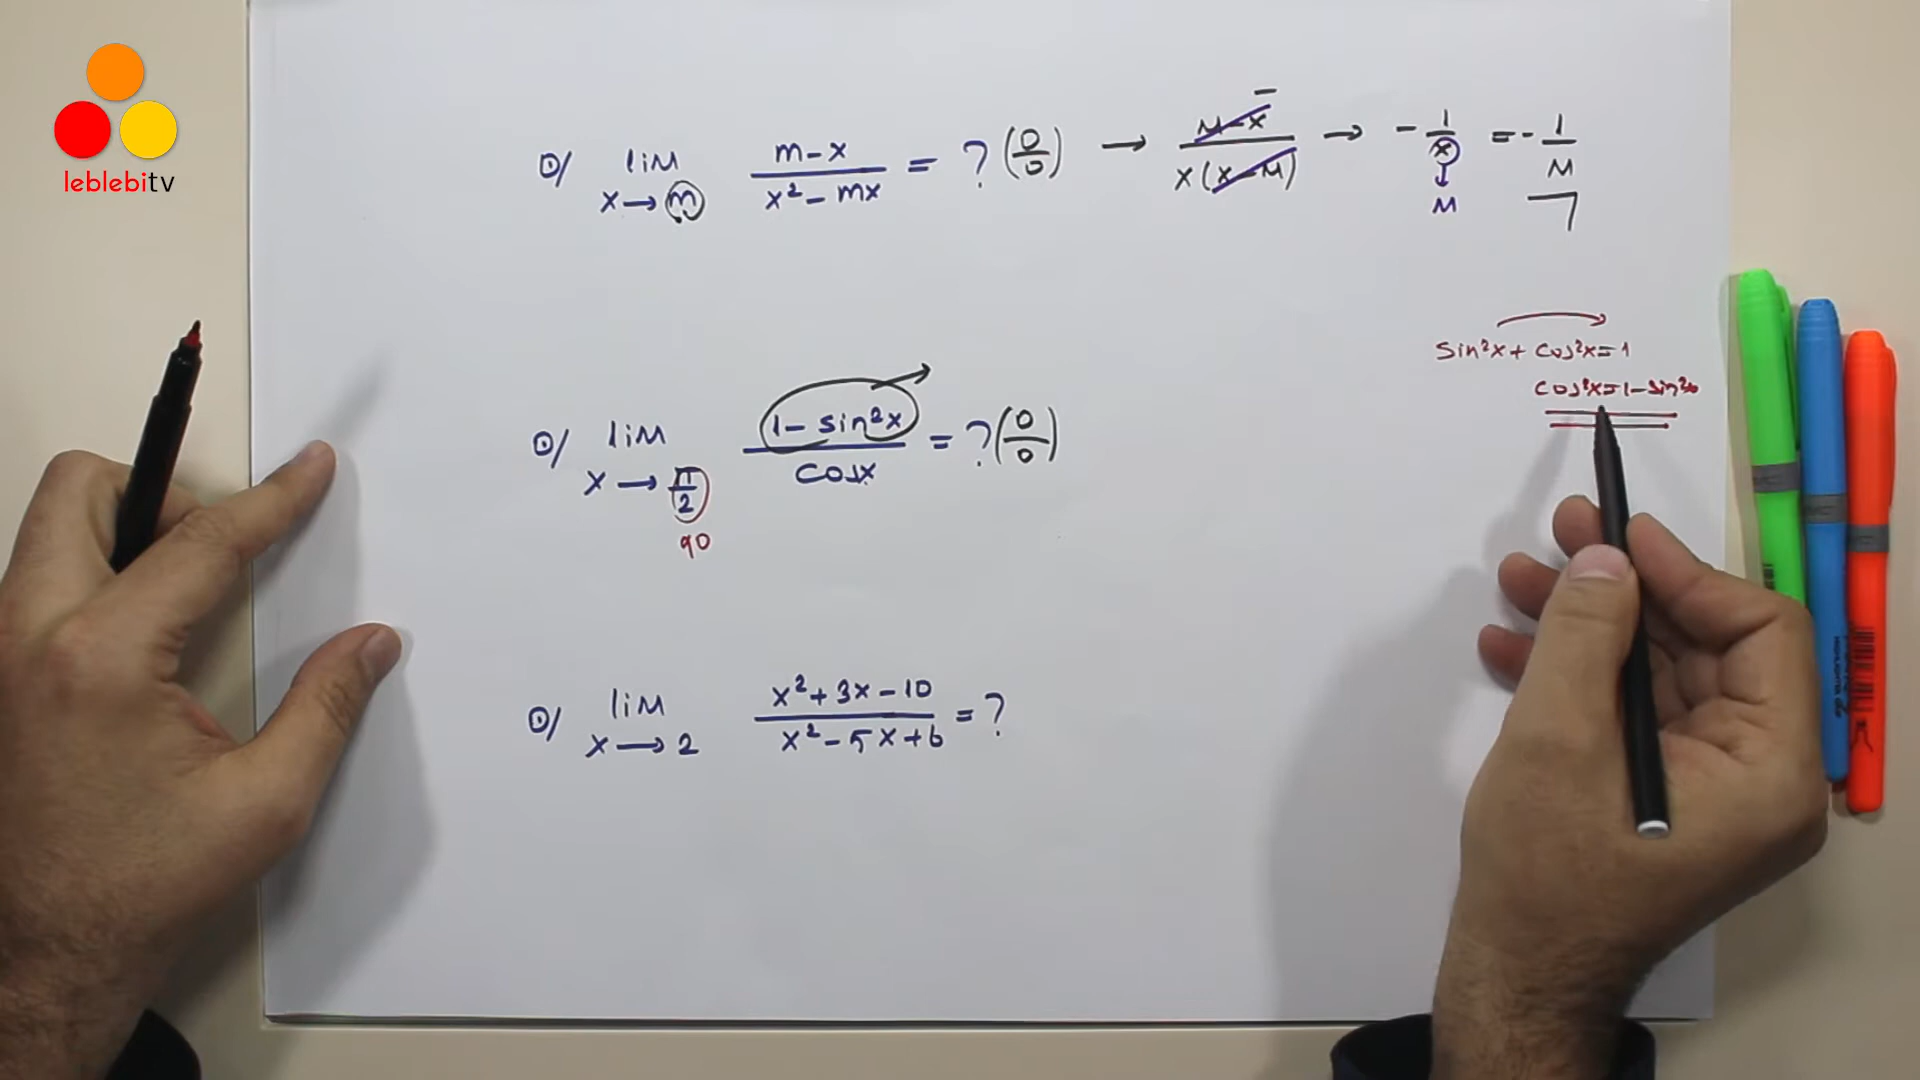 leblebitv
lim x→m m-x / x²-mx = ? (0/0) → M-x / x(x-M) → - 1/x = - 1/M
M
sin²x + cos²x = 1
cos²x = 1 - sin²x
lim x→π/2 1 - sin²x / cosx = ? (0/0)
90
lim x→2 x²+3x-10 / x²-5x+6 = ?